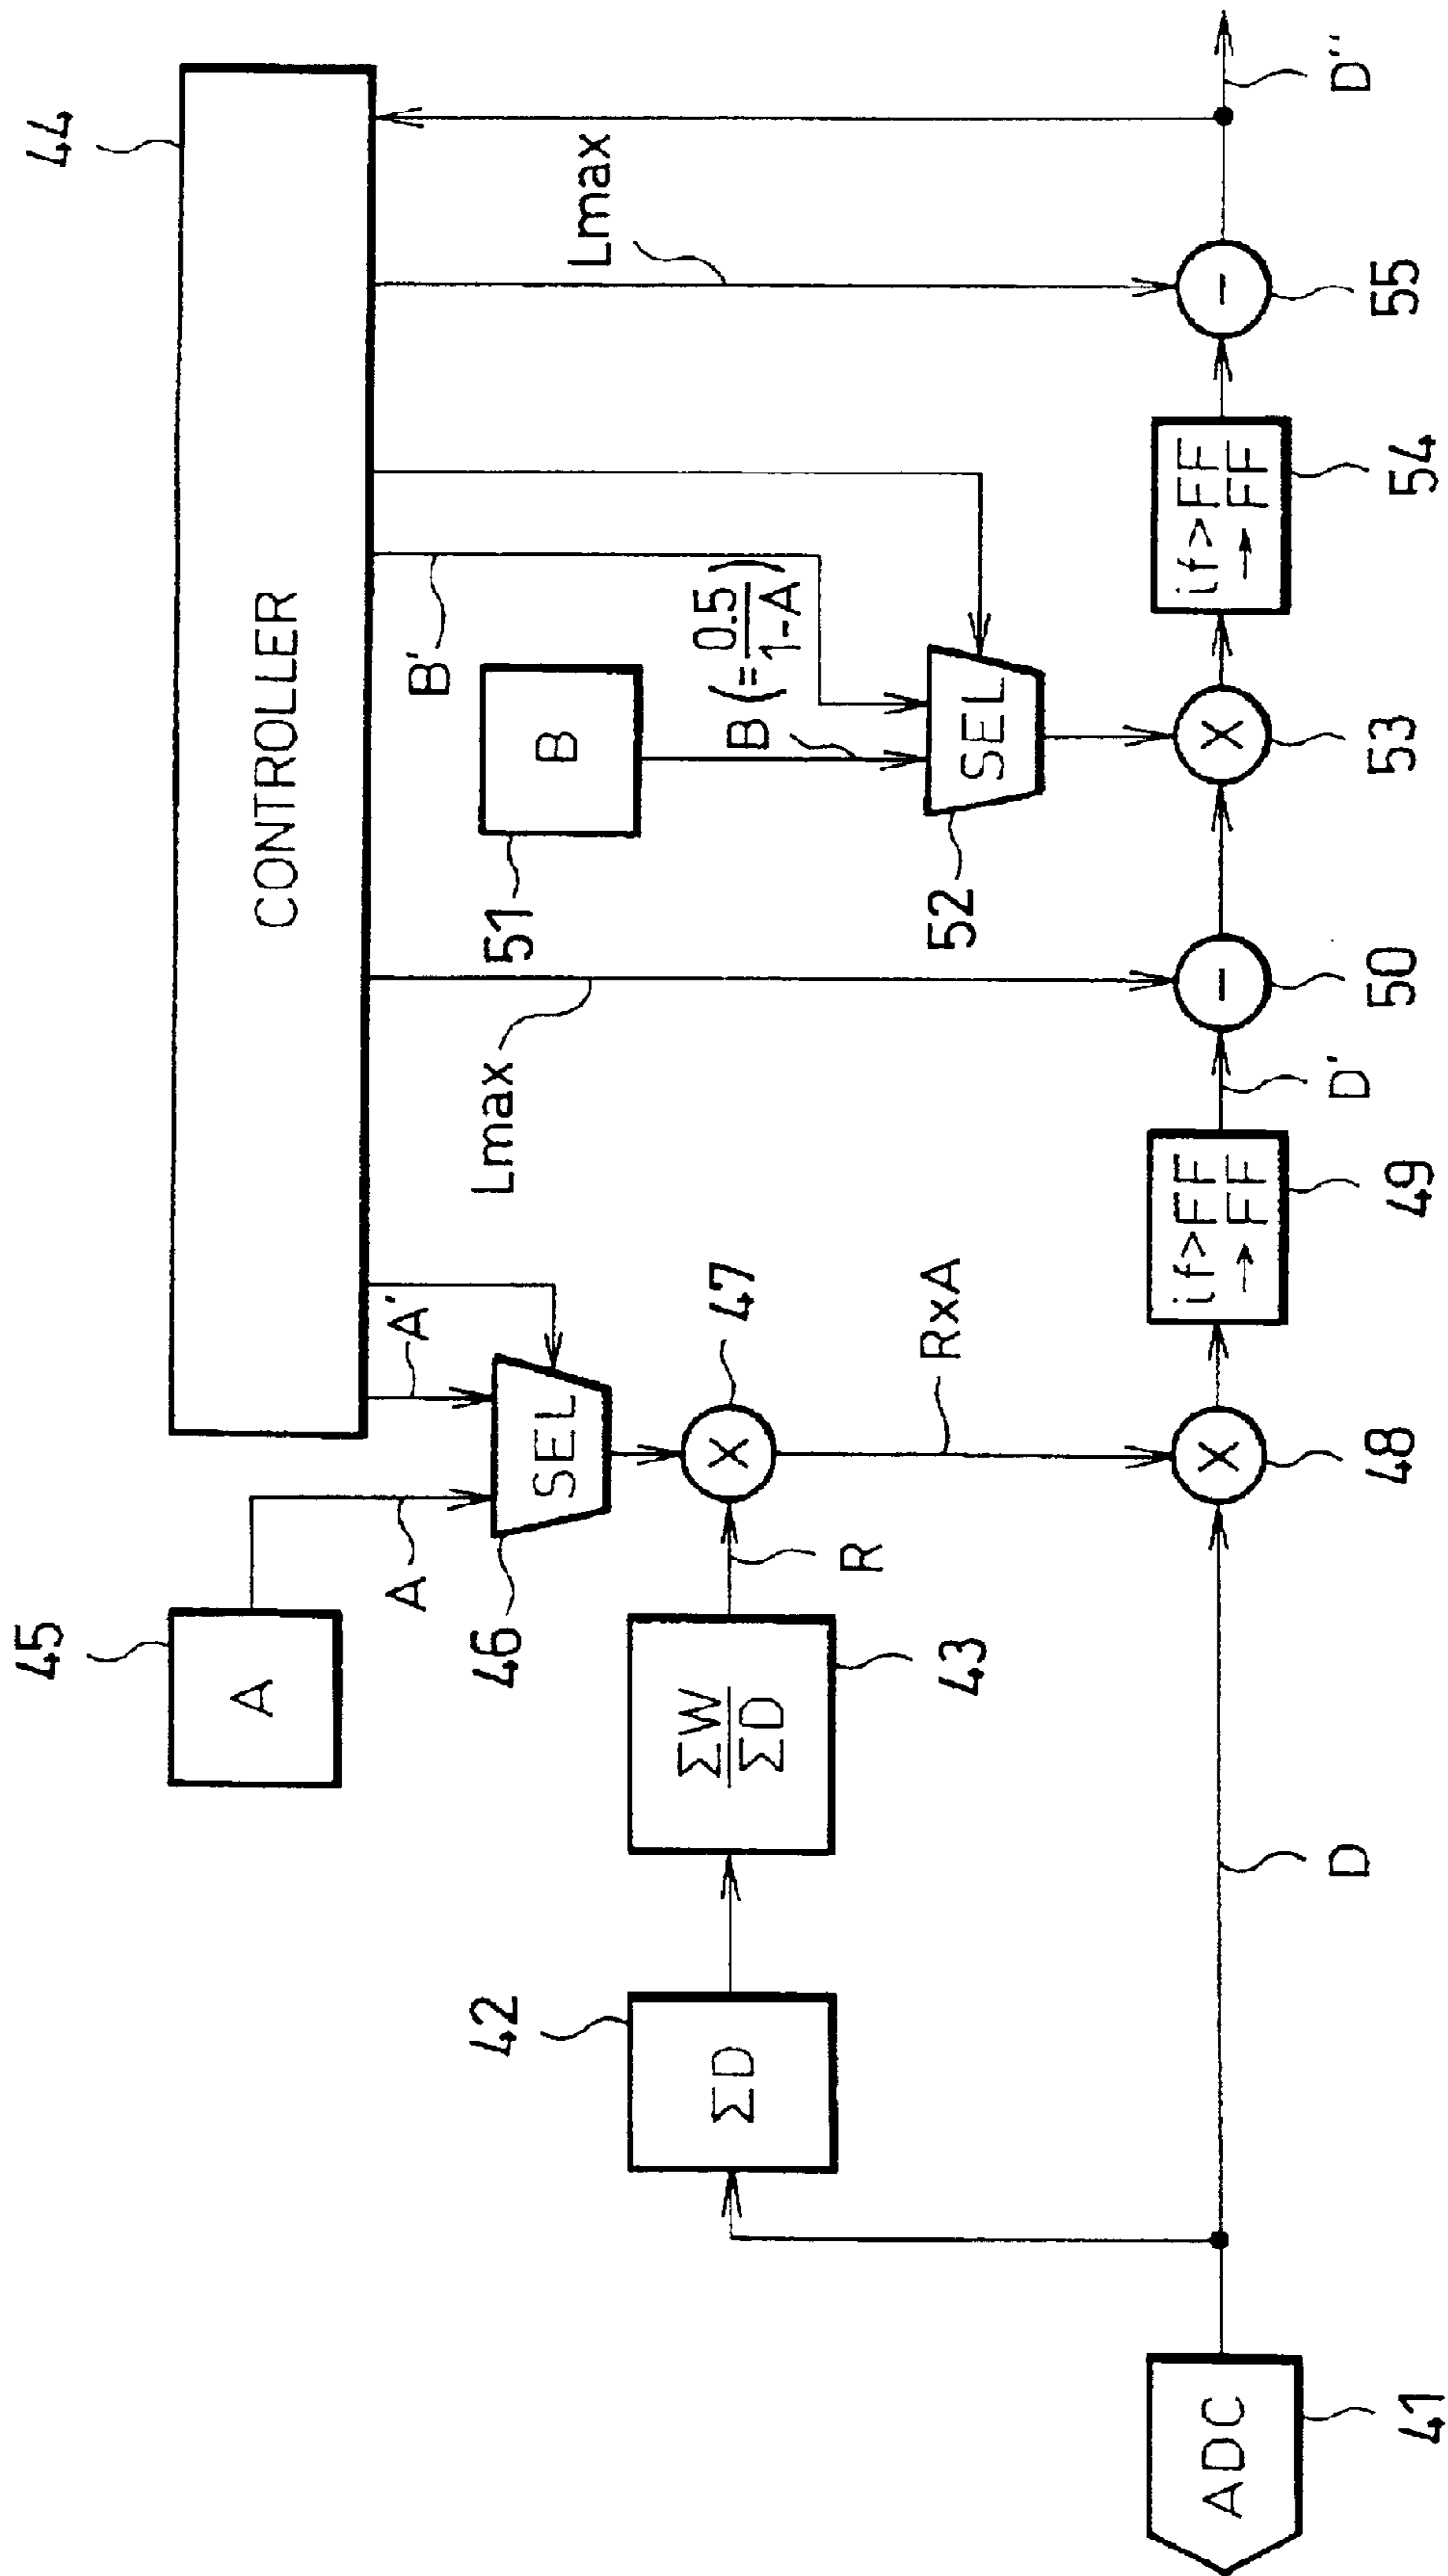 44
CONTROLLER
45
A
A
A'
46
SEL
47
X
R
RxA
42
ΣD
43
ΣW
ΣD
Lmax
51
B
B'
B (= 0.5
1-A)
52
SEL
Lmax
41
ADC
D
48
X
49
if>FF
→FF
D'
50
-
53
X
54
if>FF
→FF
55
-
D''